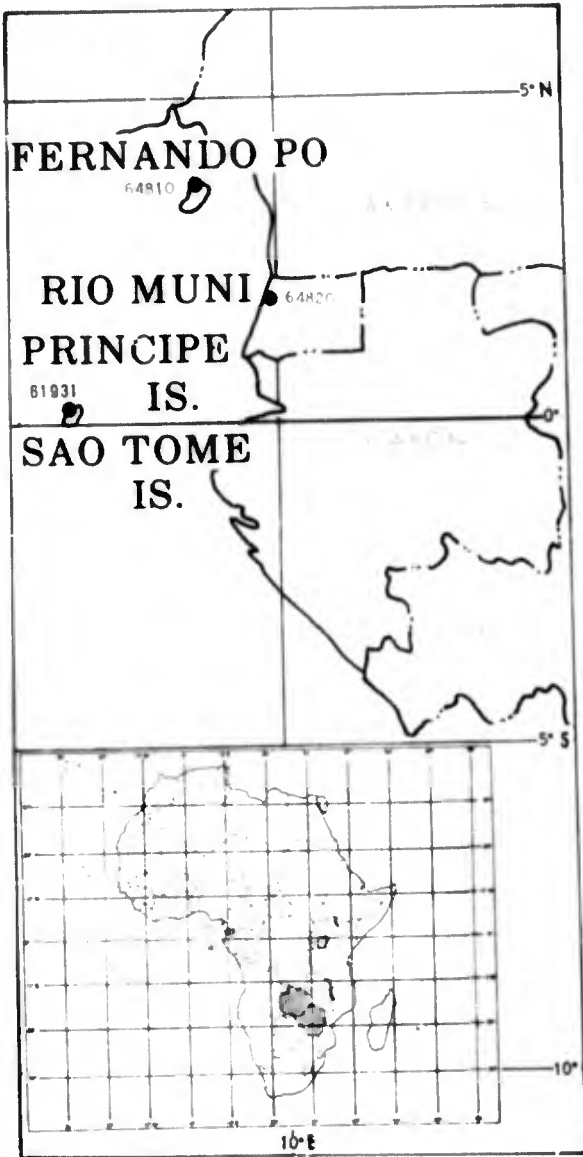 5° N
FERNANDO PO
64810
RIO MUNI
64820
PRINCIPE
IS.
61931
0°
SAO TOME
IS.
5° S
10°
10° E